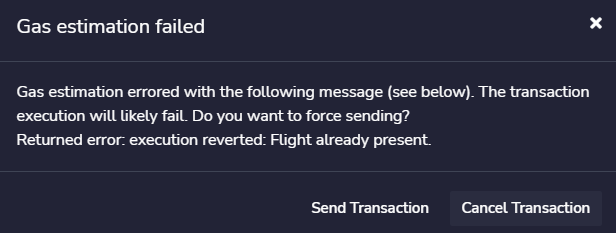 Gas estimation failed
×
Gas estimation errored with the following message (see below). The transaction
execution will likely fail. Do you want to force sending?
Returned error: execution reverted: Flight already present.
Send Transaction Cancel Transaction